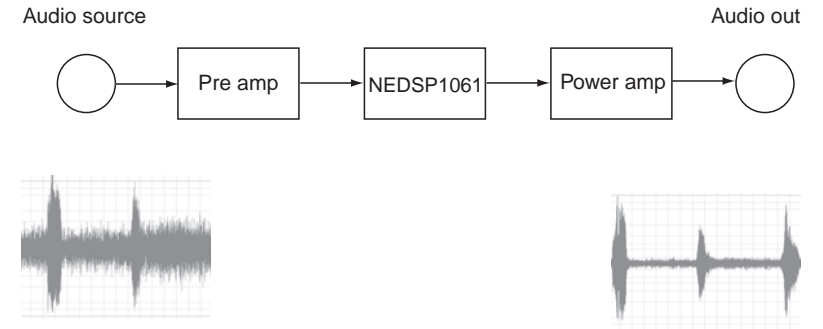 Audio source
Audio out
Pre amp
NEDSP1061
Power amp